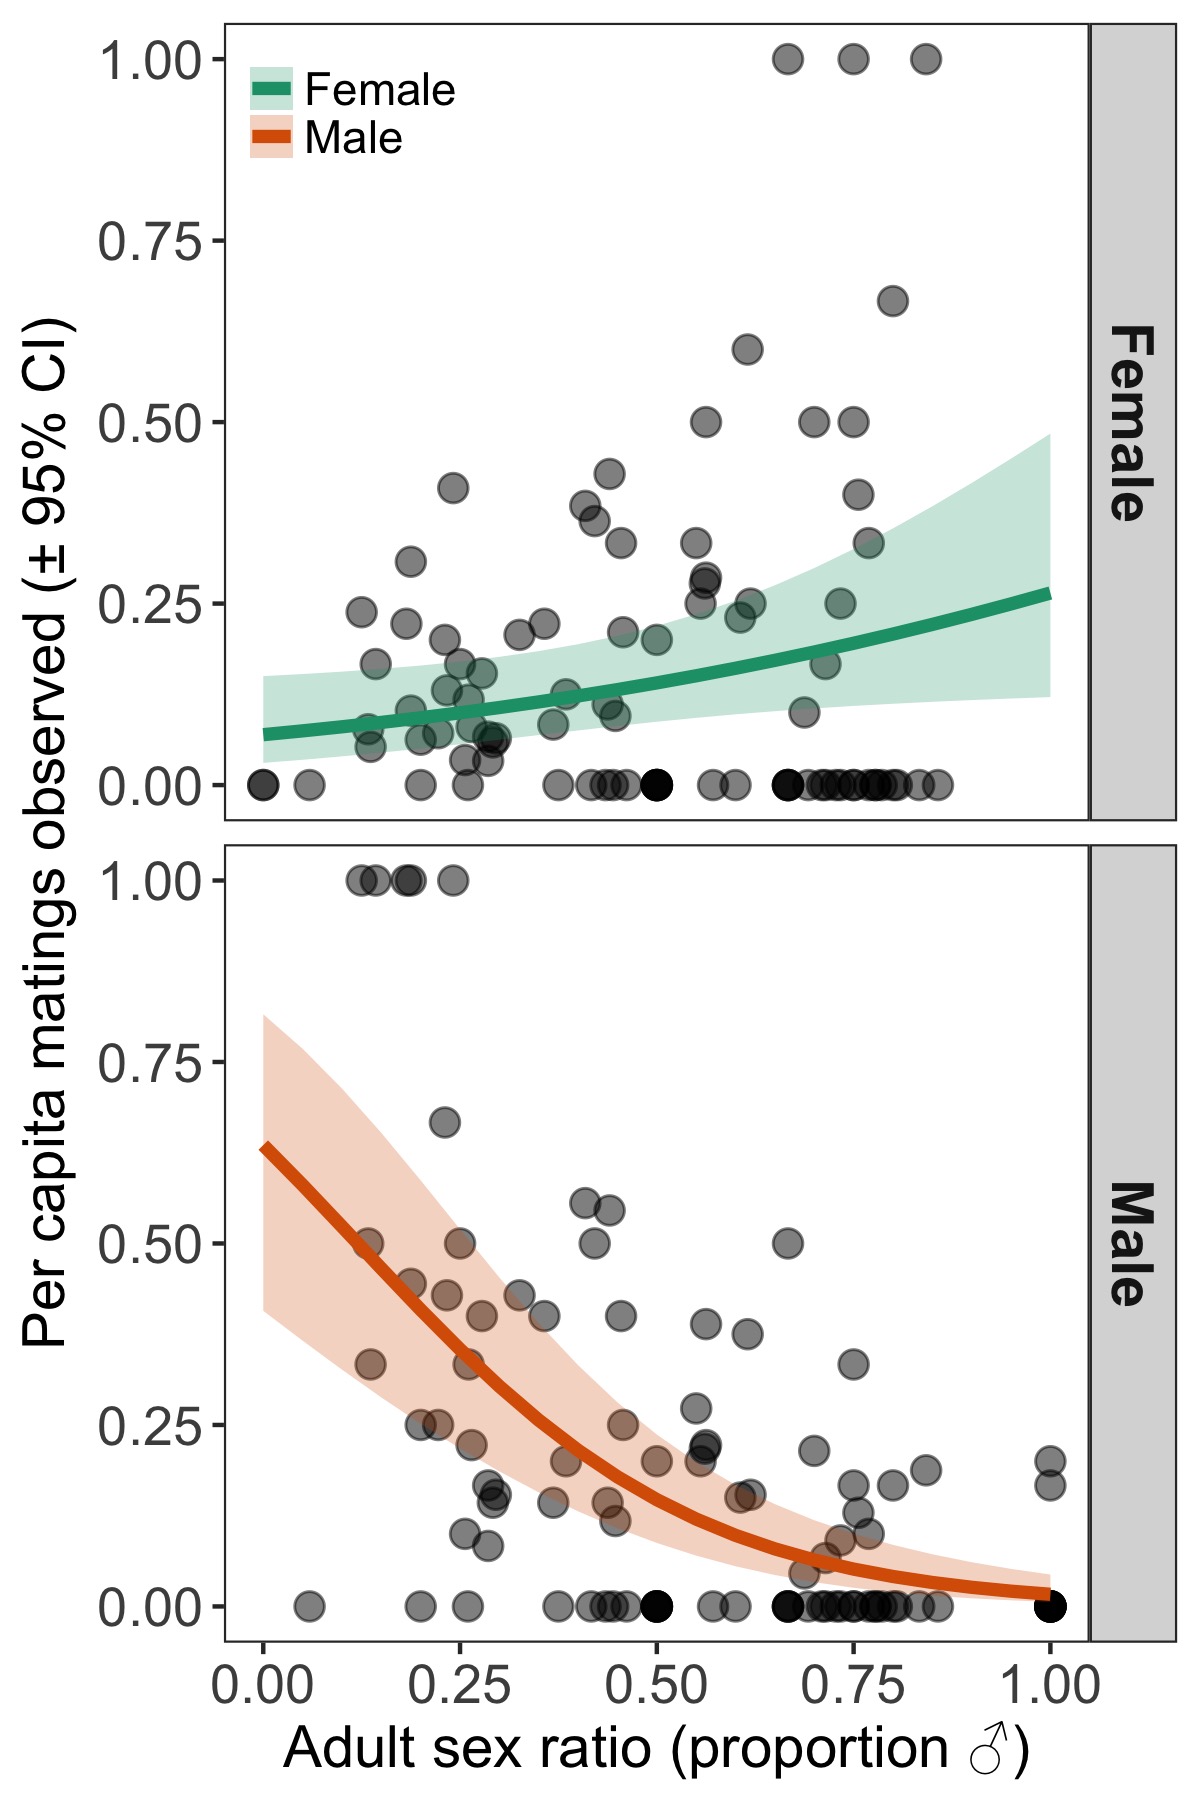 Per capita matings observed (± 95% CI)
1.00
0.75
0.50
0.25
0.00
Female
Male
Female
1.00
0.75
0.50
0.25
0.00
Male
0.00 0.25 0.50 0.75 1.00
Adult sex ratio (proportion ♂)